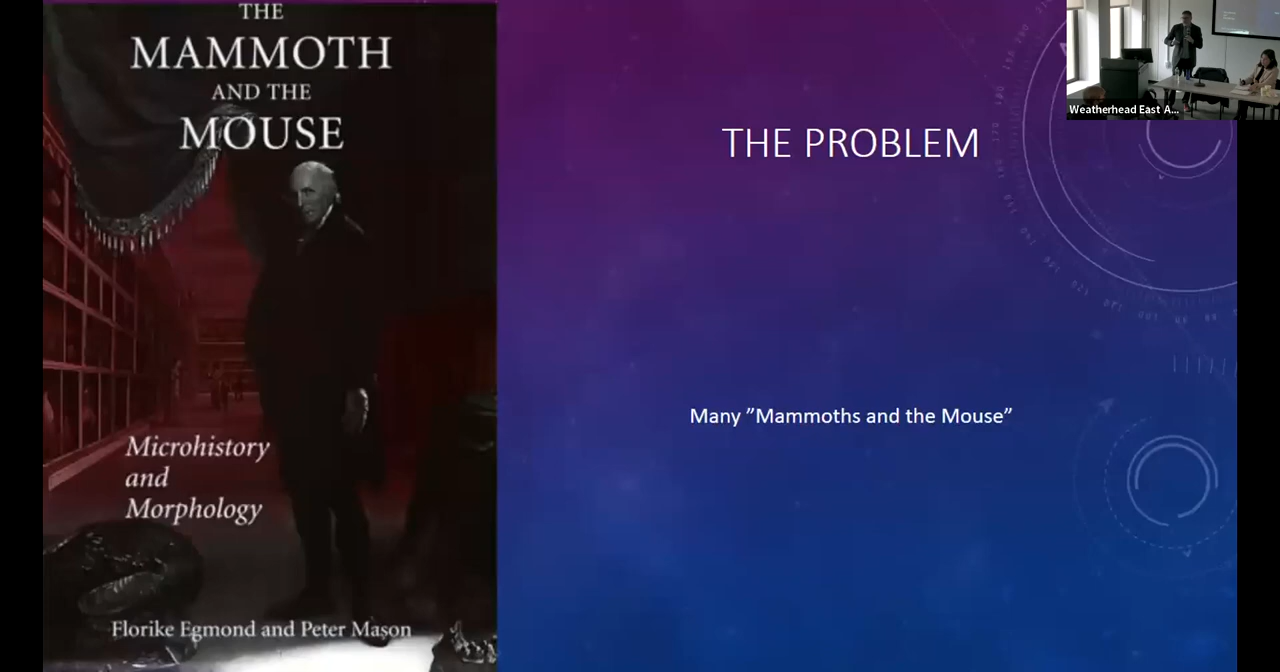 THE
MAMMOTH
AND THE
MOUSE
Microhistory
and
Morphology
Florike Egmond and Peter Mason
THE PROBLEM
Many ”Mammoths and the Mouse”
Weatherhead East A...